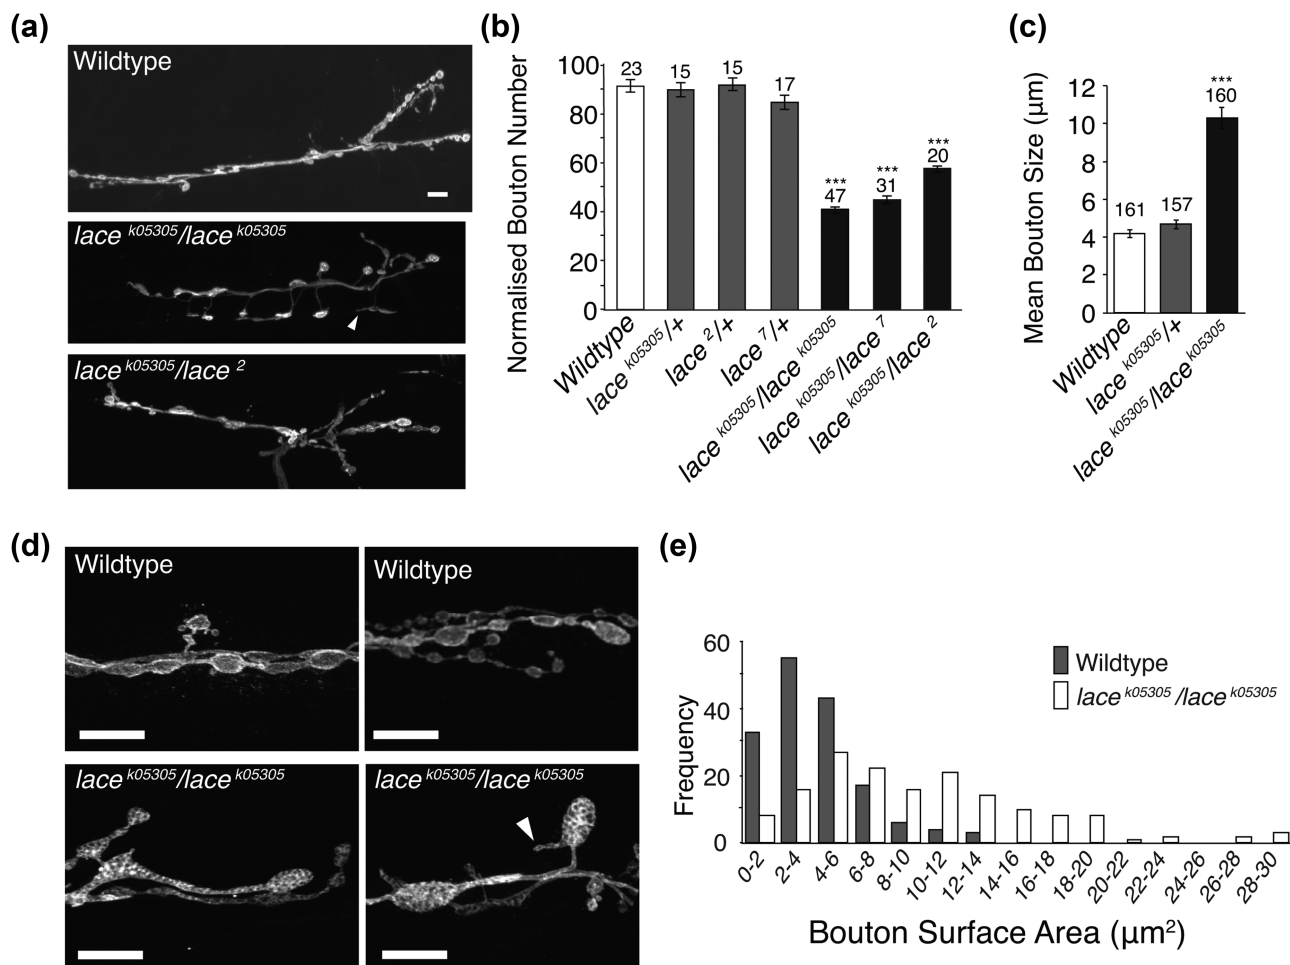 (a)
Wildtype
lace k05305/lace k05305
lace k05305/lace 2
(b)
Normalised Bouton Number
100
80
60
40
20
0
23
15
15
17
***
47
***
31
***
20
Wildtype
lace k05305/+
lace 2/+
lace 7/+
lace k05305/lace k05305
lace k05305/lace 7
lace k05305/lace 2
(c)
Mean Bouton Size (µm)
12
10
8
6
4
2
0
161
157
***
160
Wildtype
lace k05305/+
lace k05305/lace k05305
(d)
Wildtype
Wildtype
lace k05305/lace k05305
lace k05305/lace k05305
(e)
Frequency
60
40
20
0
Wildtype
lace k05305/lace k05305
0-2
2-4
4-6
6-8
8-10
10-12
12-14
14-16
16-18
18-20
20-22
22-24
24-26
26-28
28-30
Bouton Surface Area (µm2)